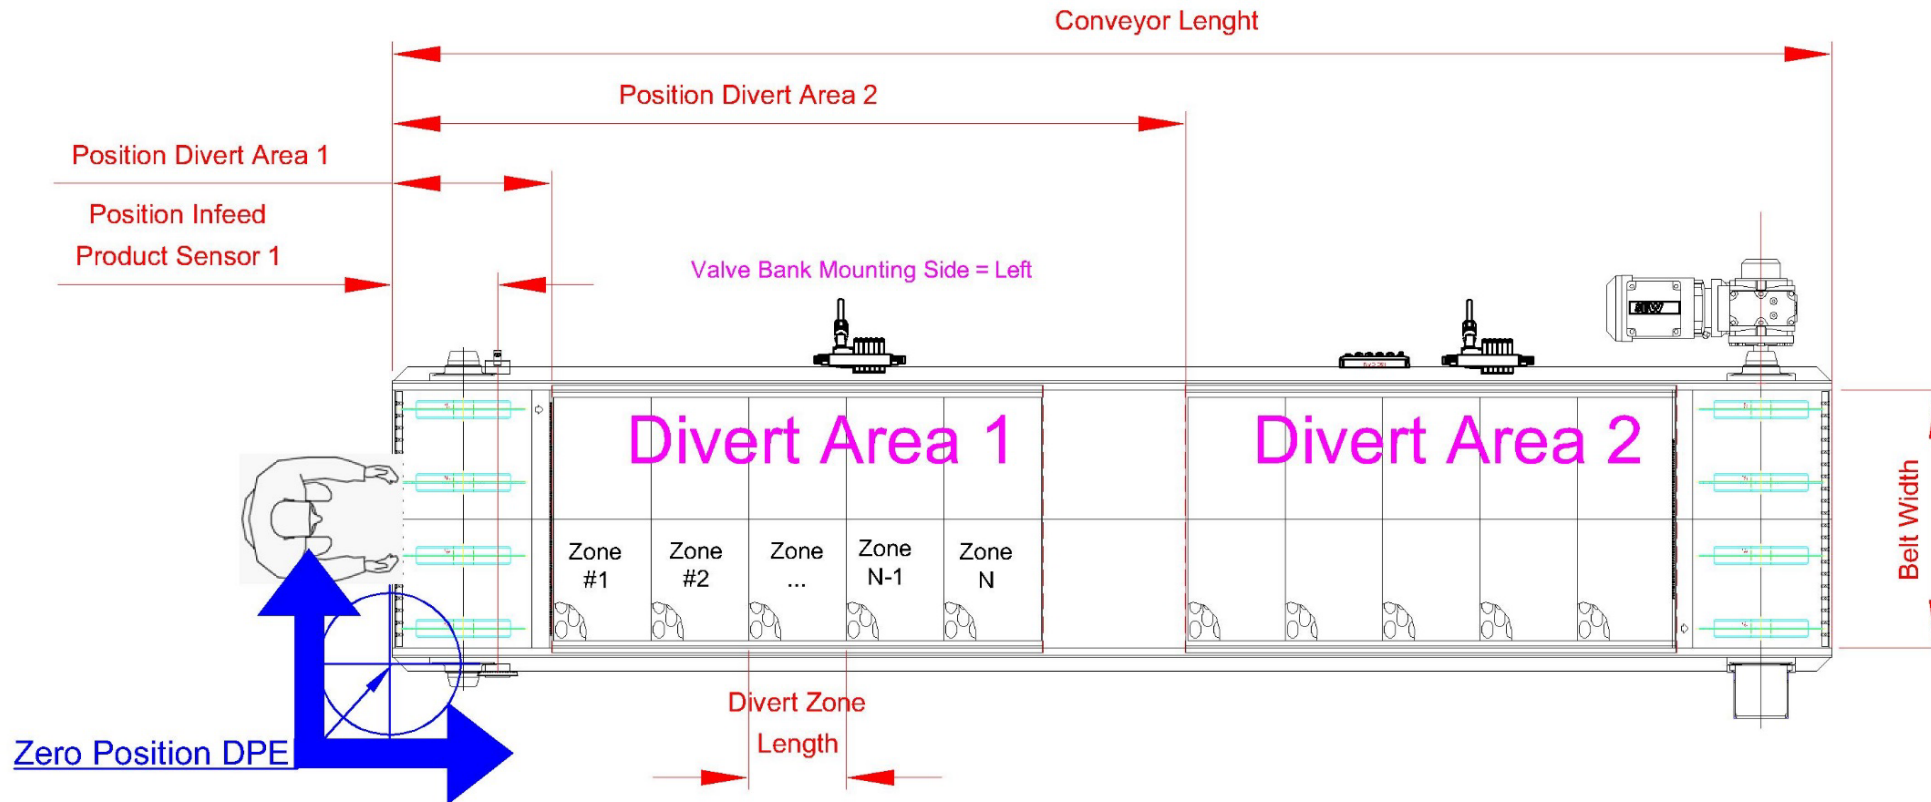 Conveyor Lenght
Position Divert Area 2
Position Divert Area 1
Position Infeed
Product Sensor 1
Valve Bank Mounting Side = Left
Divert Area 1
Divert Area 2
Belt Width
Zone
#1
Zone
#2
Zone
...
Zone
N-1
Zone
N
Divert Zone
Length
Zero Position DPE